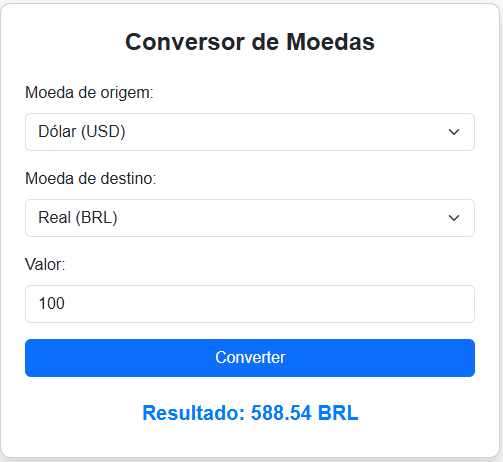 Conversor de Moedas
Moeda de origem:
Dólar (USD)
Moeda de destino:
Real (BRL)
Valor:
100
Converter
Resultado: 588.54 BRL